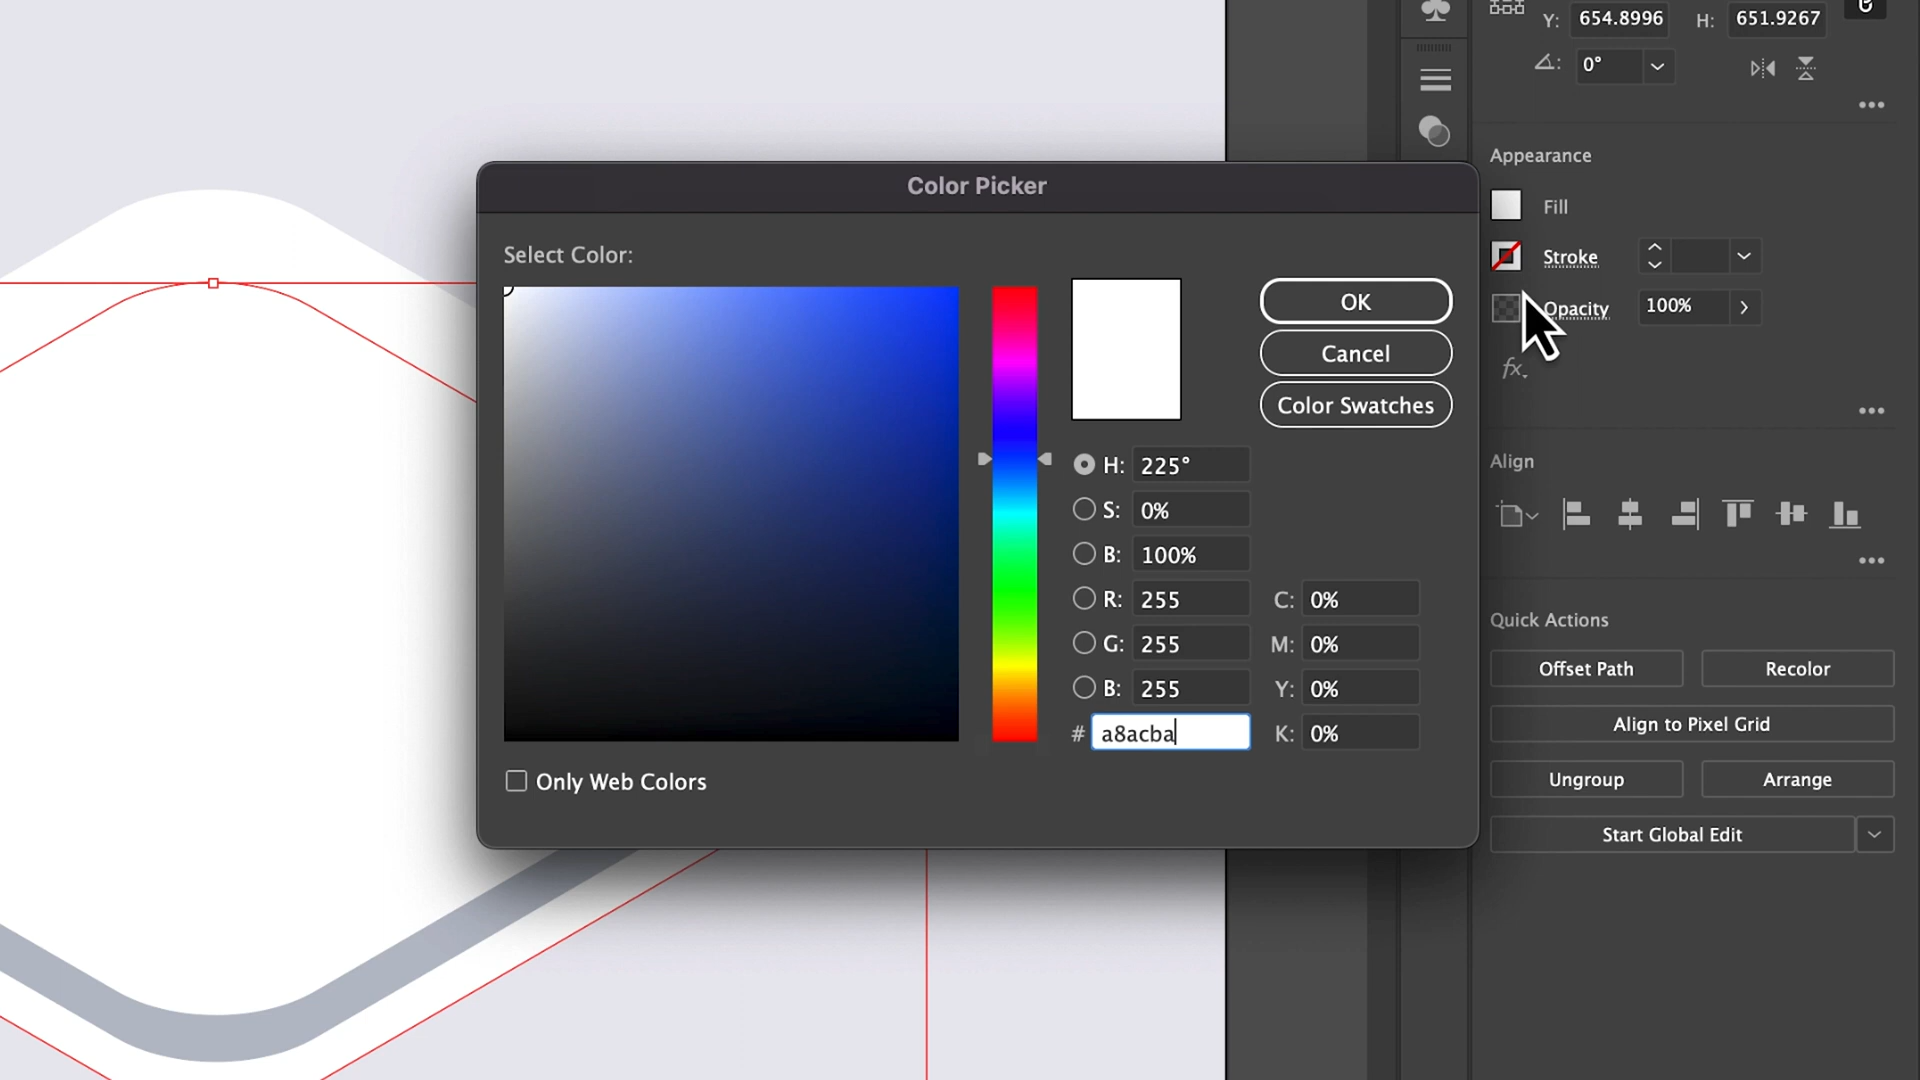 Y: 654.8996 H: 651.9267
0°
Appearance
Fill
Stroke
Opacity 100%
fx.
Align
Quick Actions
Offset Path Recolor
Align to Pixel Grid
Ungroup Arrange
Start Global Edit
Color Picker
Select Color:
OK
Cancel
Color Swatches
H: 225°
S: 0%
B: 100%
R: 255 C: 0%
G: 255 M: 0%
B: 255 Y: 0%
# a8acba K: 0%
Only Web Colors